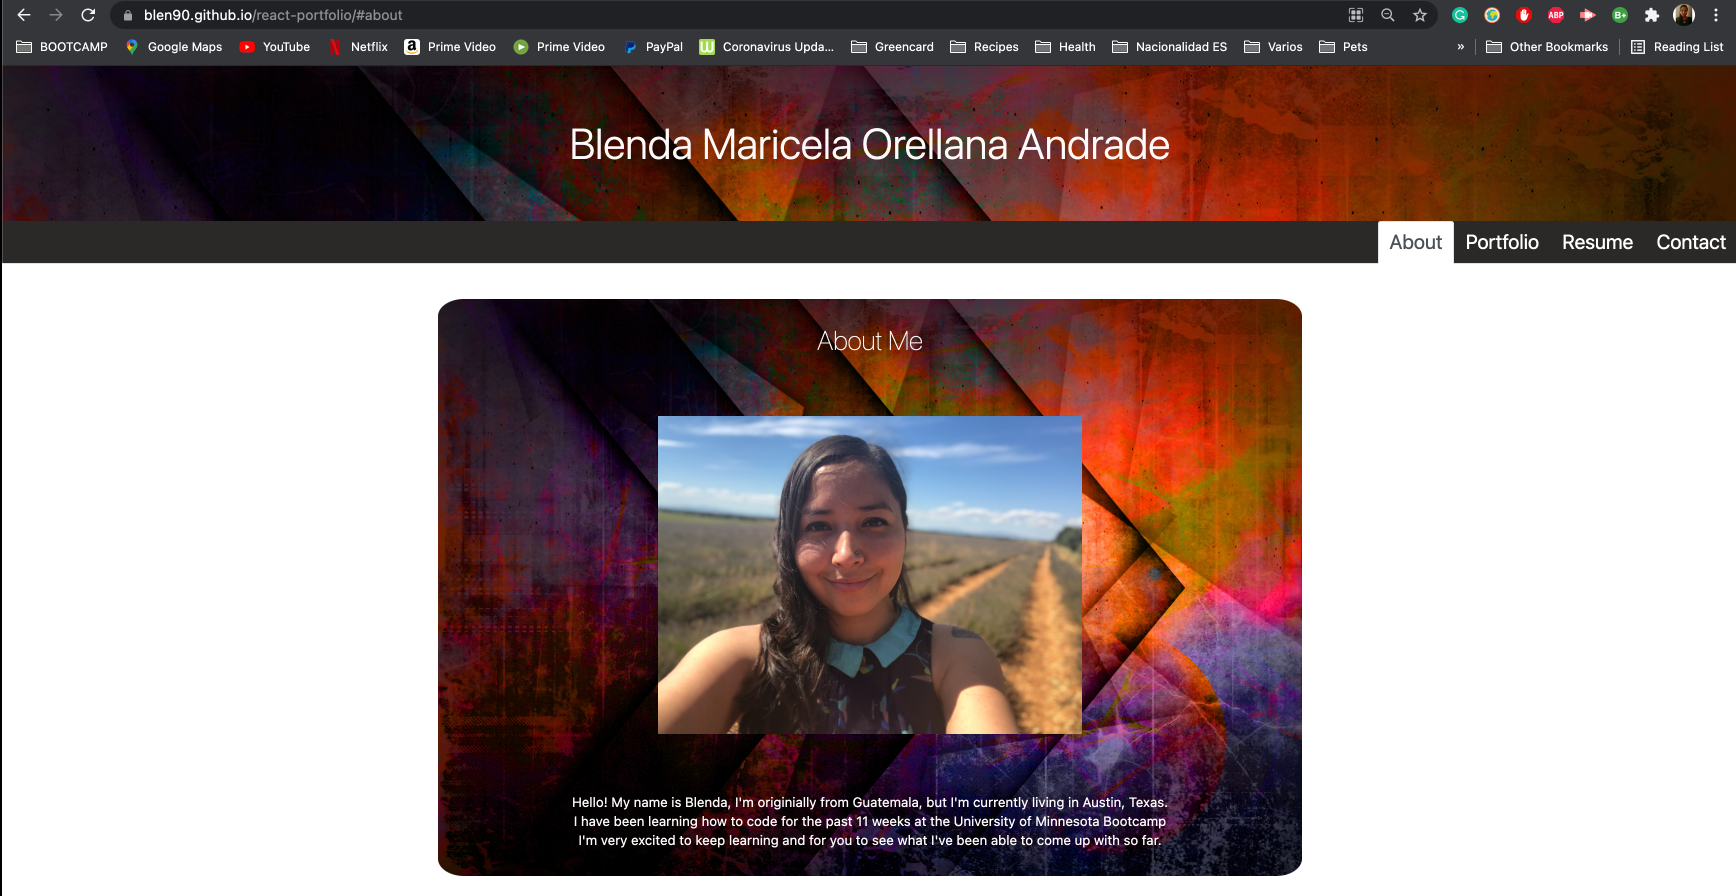 blen90.github.io/react-portfolio/#about
ABP
B+
BOOTCAMP Google Maps YouTube Netflix a Prime Video Prime Video PayPal W Coronavirus Upda... Greencard Recipes Health Nacionalidad ES Varios Pets » Other Bookmarks Reading List
Blenda Maricela Orellana Andrade
About Portfolio Resume Contact
About Me
Hello! My name is Blenda, I'm originially from Guatemala, but I'm currently living in Austin, Texas.
I have been learning how to code for the past 11 weeks at the University of Minnesota Bootcamp
I'm very excited to keep learning and for you to see what I've been able to come up with so far.